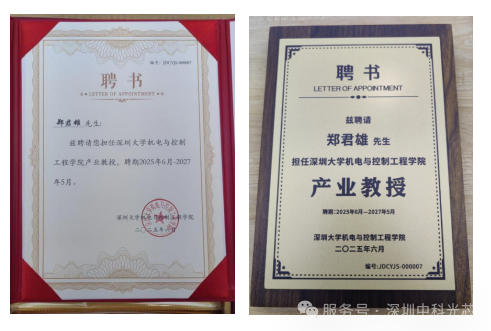 编号：JDCYJS-000007
聘书
LETTER OF APPOINTMENT
郑君雄 先生：
兹聘请您担任深圳大学机电与控制
工程学院产业教授，聘期2025年6月-2027
年5月。
深圳大学机电与控制工程学院
二〇二五年六月
聘书
LETTER OF APPOINTMENT
兹聘请
郑君雄 先生
担任深圳大学机电与控制工程学院
产业教授
聘期：2025年6月—2027年5月
深圳大学机电与控制工程学院
二〇二五年六月
编号：JDCYJS-000007
服务号 · 深圳中科光芯